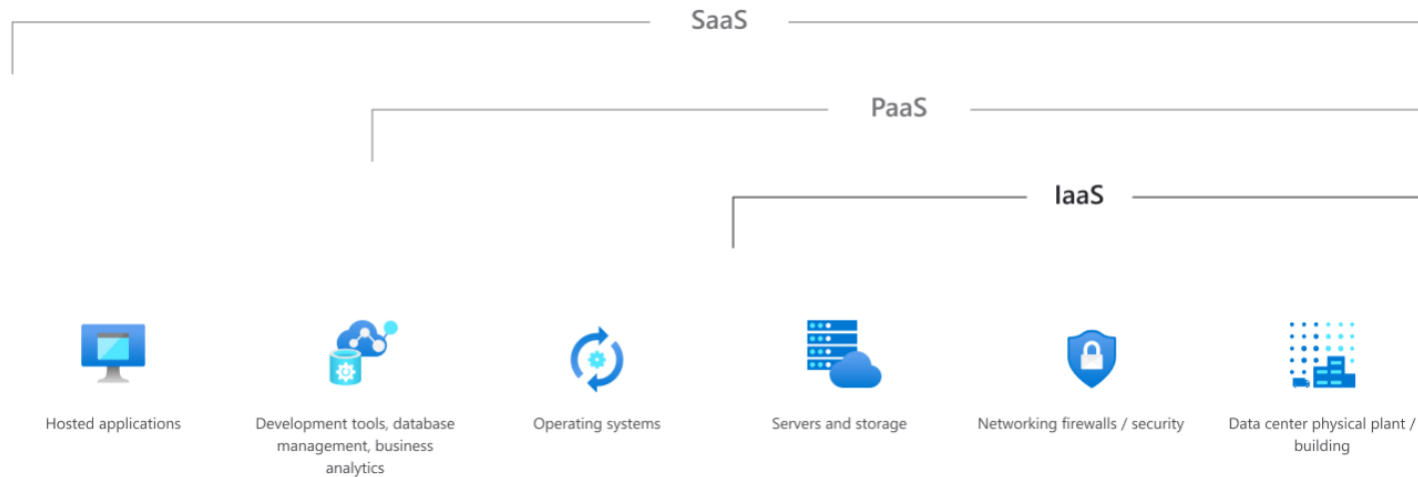 SaaS
PaaS
IaaS
Hosted applications
Development tools, database
management, business
analytics
Operating systems
Servers and storage
Networking firewalls / security
Data center physical plant /
building